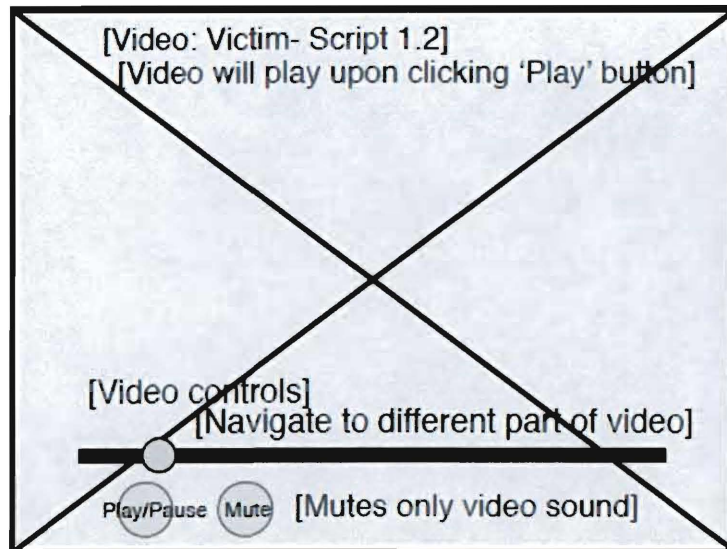 [Video: Victim- Script 1.2]
[Video will play upon clicking 'Play' button]
[Video controls]
[Navigate to different part of video]
Play/Pause Mute [Mutes only video sound]